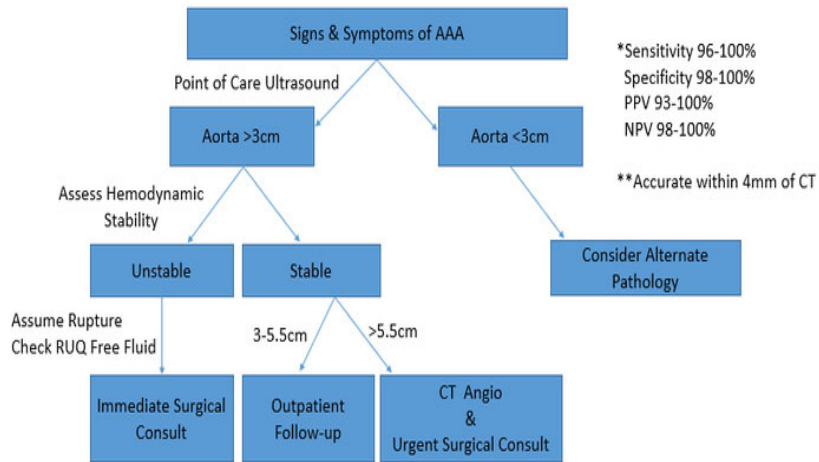 Signs & Symptoms of AAA
*Sensitivity 96-100%
Specificity 98-100%
PPV 93-100%
NPV 98-100%
**Accurate within 4mm of CT
Point of Care Ultrasound
Aorta >3cm
Aorta <3cm
Assess Hemodynamic
Stability
Unstable
Stable
Consider Alternate
Pathology
Assume Rupture
Check RUQ Free Fluid
3-5.5cm
>5.5cm
Immediate Surgical
Consult
Outpatient
Follow-up
CT Angio
&
Urgent Surgical Consult